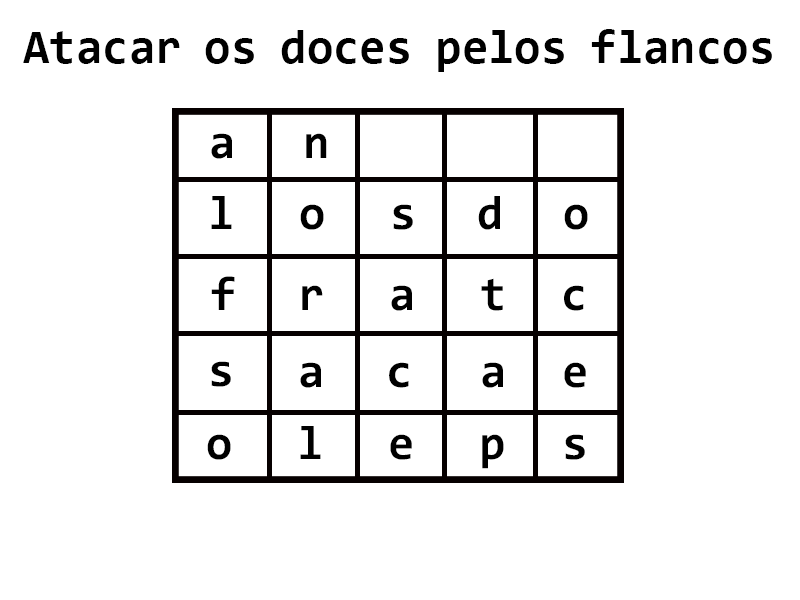 Atacar os doces pelos flancos
a n
l o s d o
f r a t c
s a c a e
o l e p s